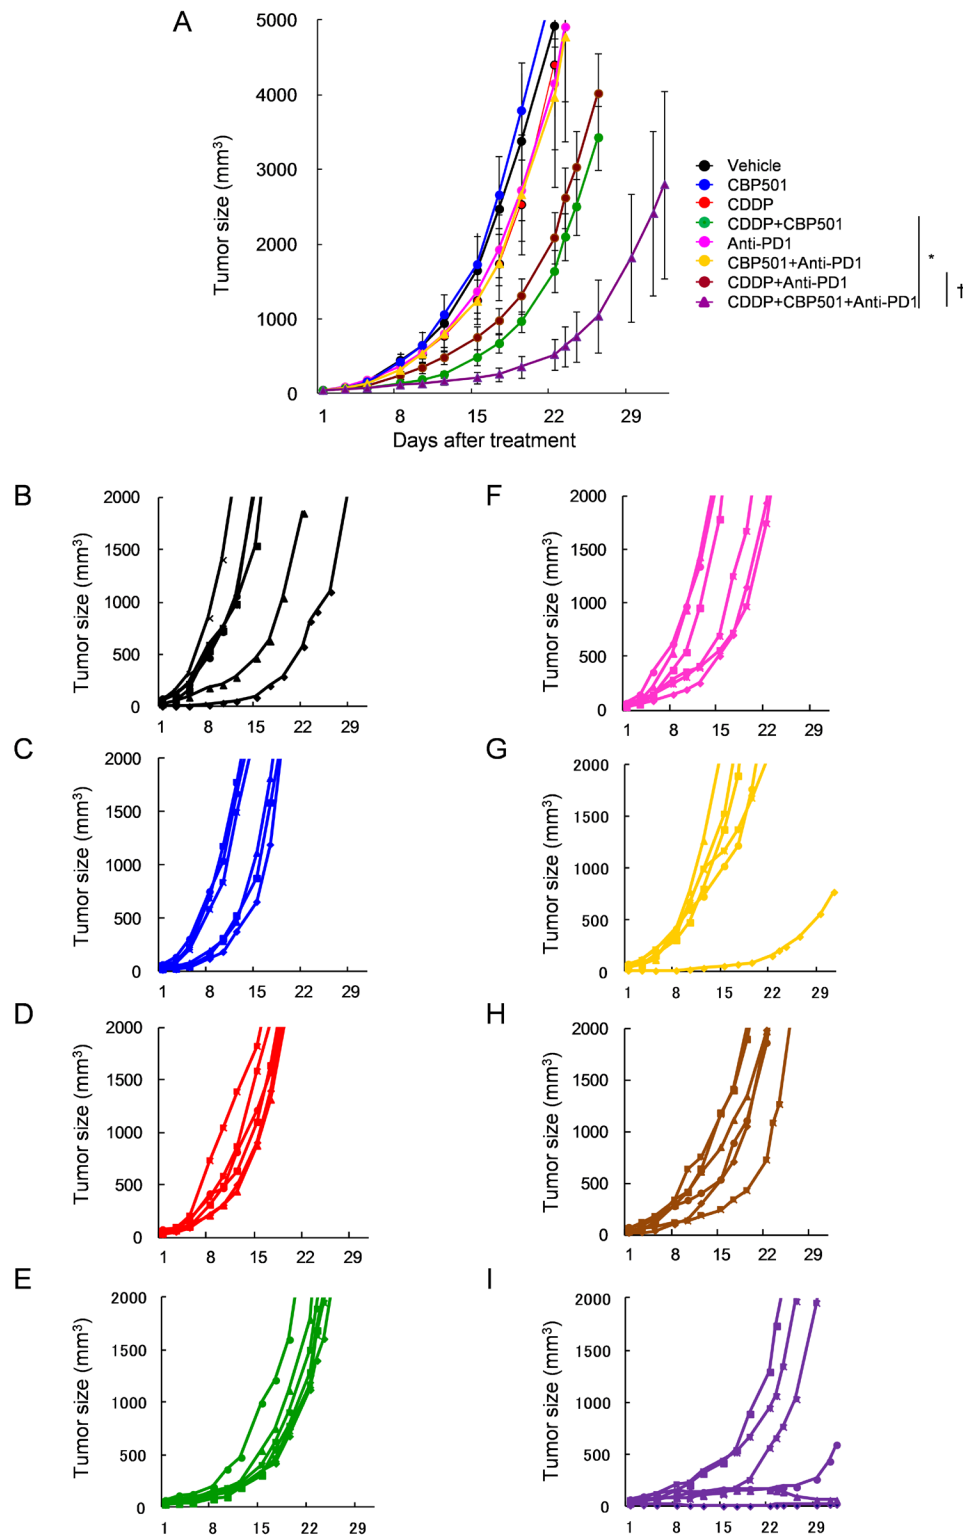 A
Tumor size (mm³)
5000
4000
3000
2000
1000
0
1 8 15 22 29
Days after treatment
Vehicle
CBP501
CDDP
CDDP+CBP501
Anti-PD1
CBP501+Anti-PD1
CDDP+Anti-PD1
CDDP+CBP501+Anti-PD1
*
†
B
Tumor size (mm³)
2000
1500
1000
500
0
1 8 15 22 29
C
Tumor size (mm³)
2000
1500
1000
500
0
1 8 15 22 29
D
Tumor size (mm³)
2000
1500
1000
500
0
1 8 15 22 29
E
Tumor size (mm³)
2000
1500
1000
500
0
1 8 15 22 29
F
Tumor size (mm³)
2000
1500
1000
500
0
1 8 15 22 29
G
Tumor size (mm³)
2000
1500
1000
500
0
1 8 15 22 29
H
Tumor size (mm³)
2000
1500
1000
500
0
1 8 15 22 29
I
Tumor size (mm³)
2000
1500
1000
500
0
1 8 15 22 29